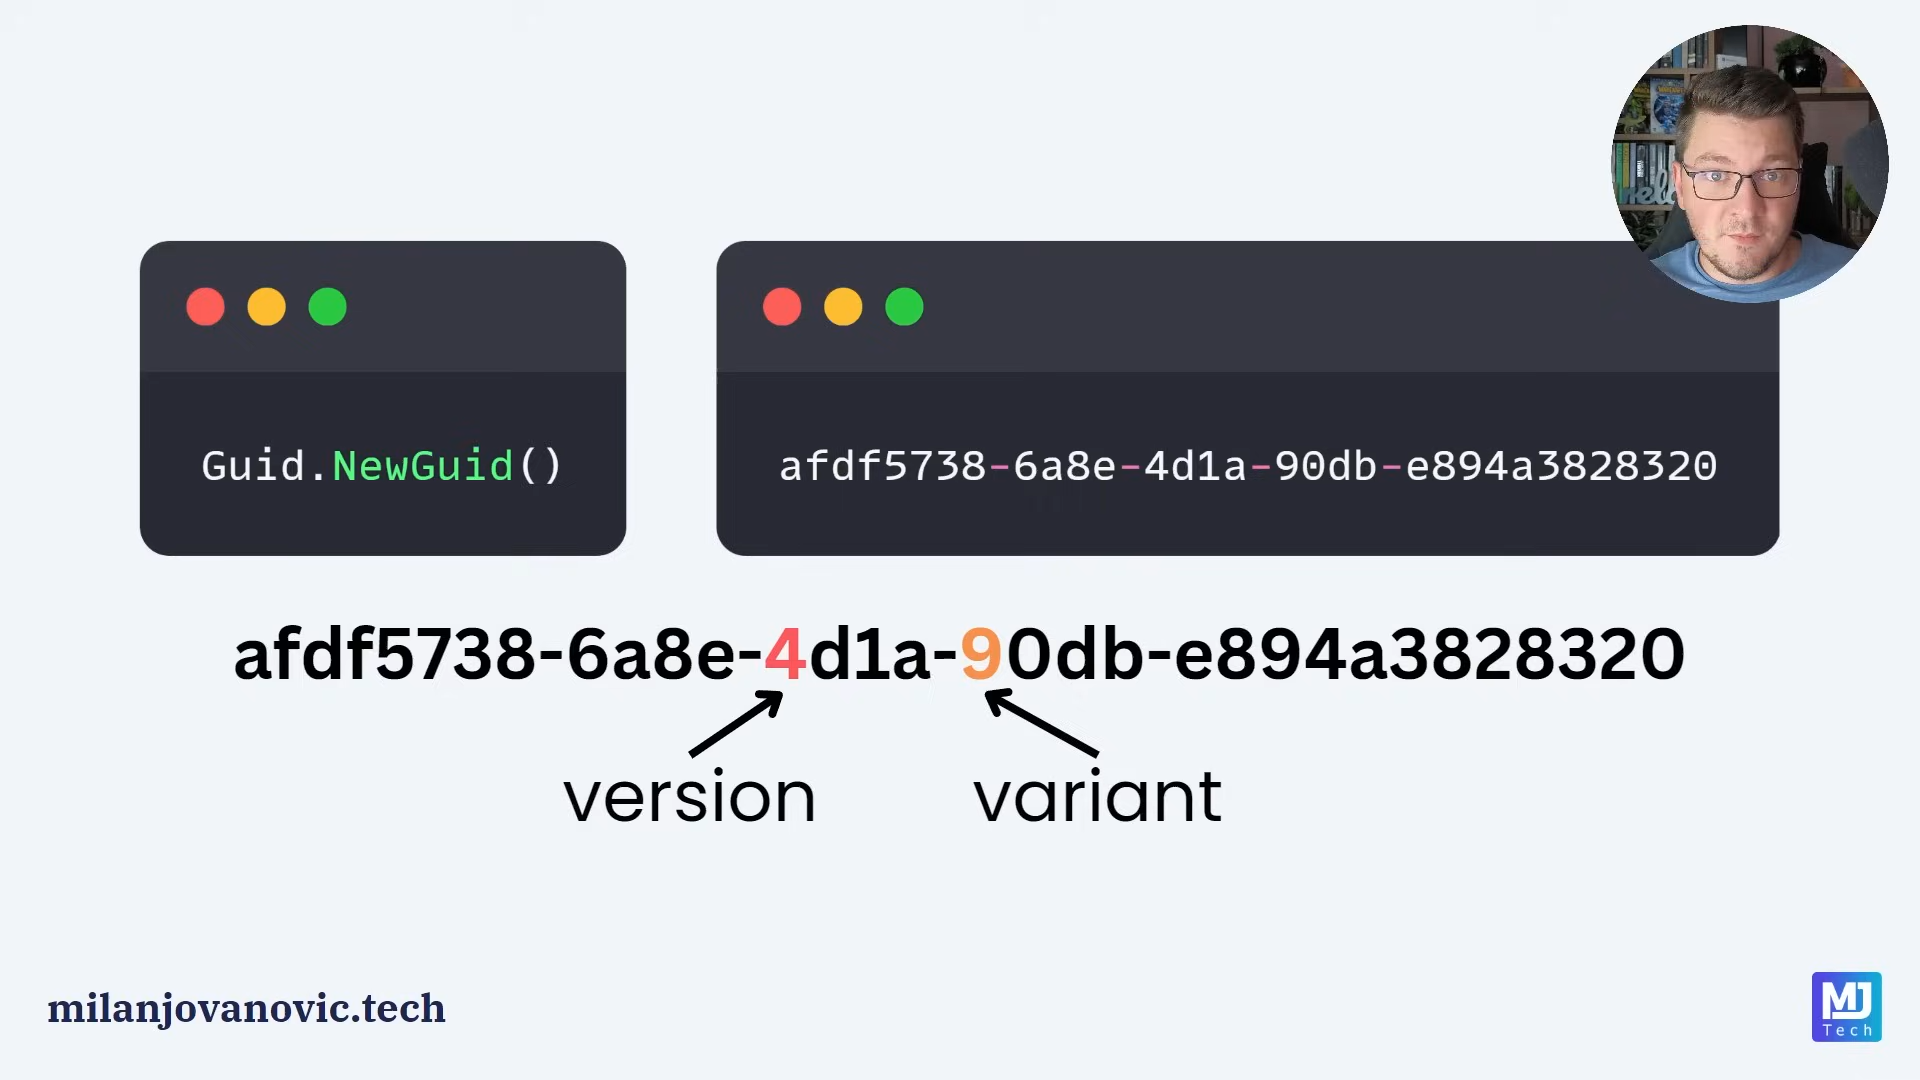 Guid.NewGuid()
afdf5738-6a8e-4d1a-90db-e894a3828320
afdf5738-6a8e-4d1a-90db-e894a3828320
version
variant
milanjovanovic.tech
MJ
Tech